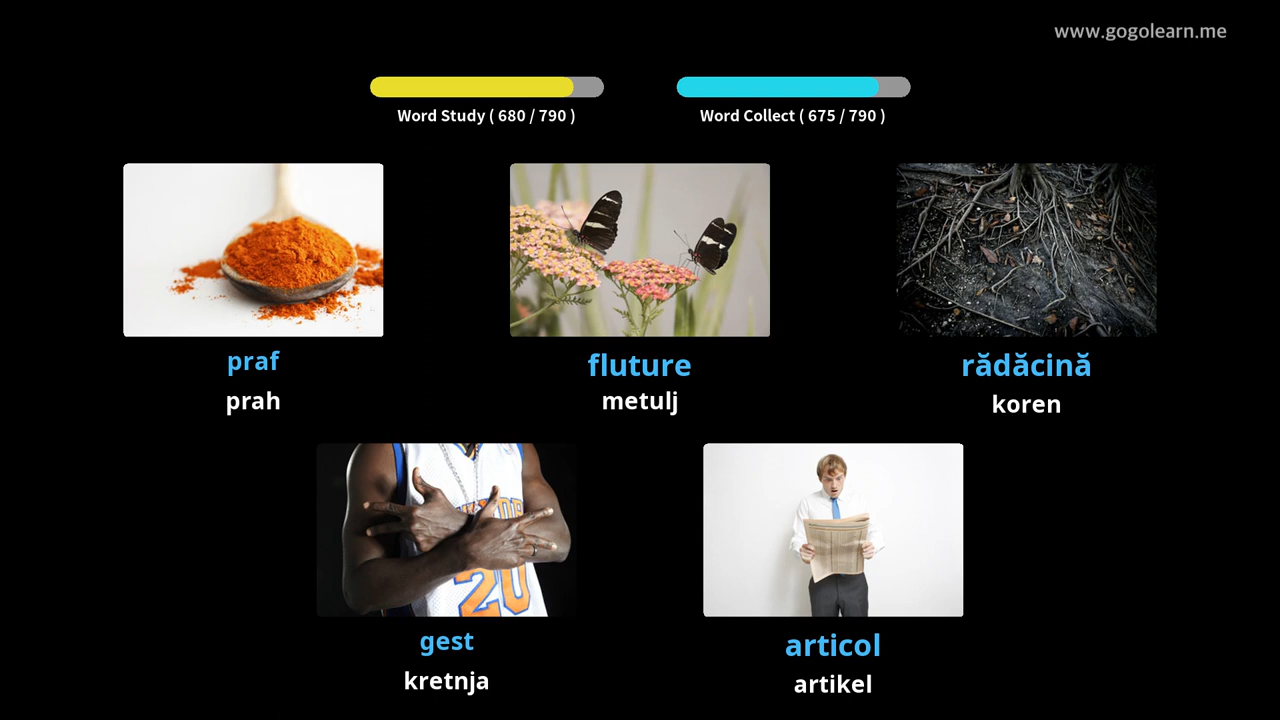 www.gogolearn.me
Word Study ( 680 / 790 )
Word Collect ( 675 / 790 )
praf
prah
fluture
metulj
rădăcină
koren
20
gest
kretnja
articol
artikel